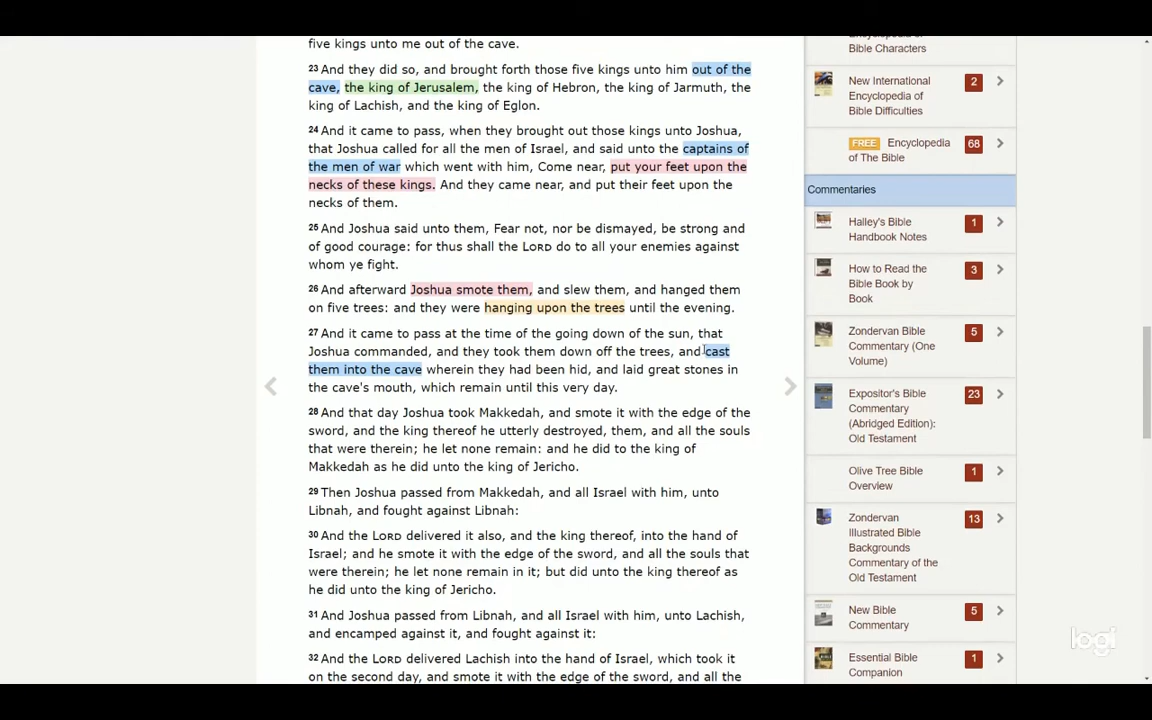 five kings unto me out of the cave.
23 And they did so, and brought forth those five kings unto him out of the
cave, the king of Jerusalem, the king of Hebron, the king of Jarmuth, the
king of Lachish, and the king of Eglon.
24 And it came to pass, when they brought out those kings unto Joshua,
that Joshua called for all the men of Israel, and said unto the captains of
the men of war which went with him, Come near, put your feet upon the
necks of these kings. And they came near, and put their feet upon the
necks of them.
25 And Joshua said unto them, Fear not, nor be dismayed, be strong and
of good courage: for thus shall the LORD do to all your enemies against
whom ye fight.
26 And afterward Joshua smote them, and slew them, and hanged them
on five trees: and they were hanging upon the trees until the evening.
27 And it came to pass at the time of the going down of the sun, that
Joshua commanded, and they took them down off the trees, and cast
them into the cave wherein they had been hid, and laid great stones in
the cave's mouth, which remain until this very day.
28 And that day Joshua took Makkedah, and smote it with the edge of the
sword, and the king thereof he utterly destroyed, them, and all the souls
that were therein; he let none remain: and he did to the king of
Makkedah as he did unto the king of Jericho.
29 Then Joshua passed from Makkedah, and all Israel with him, unto
Libnah, and fought against Libnah:
30 And the LORD delivered it also, and the king thereof, into the hand of
Israel; and he smote it with the edge of the sword, and all the souls that
were therein; he let none remain in it; but did unto the king thereof as
he did unto the king of Jericho.
31 And Joshua passed from Libnah, and all Israel with him, unto Lachish,
and encamped against it, and fought against it:
32 And the LORD delivered Lachish into the hand of Israel, which took it
on the second day, and smote it with the edge of the sword, and all the
Encyclopedia of
Bible Characters
New International 2
Encyclopedia of
Bible Difficulties
FREE Encyclopedia 68
of The Bible
Commentaries
Halley's Bible 1
Handbook Notes
How to Read the 3
Bible Book by
Book
Zondervan Bible 5
Commentary (One
Volume)
Expositor's Bible 23
Commentary
(Abridged Edition):
Old Testament
Olive Tree Bible 1
Overview
Zondervan 13
Illustrated Bible
Backgrounds
Commentary of the
Old Testament
New Bible 5
Commentary
Essential Bible 1
Companion
logi